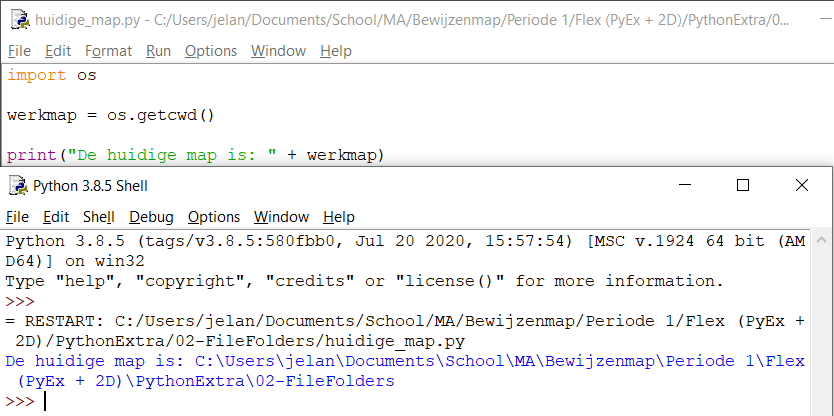 huidige_map.py - C:/Users/jelan/Documents/School/MA/Bewijzenmap/Periode 1/Flex (PyEx + 2D)/PythonExtra/0...
File Edit Format Run Options Window Help
import os
werkmap = os.getcwd()
print("De huidige map is: " + werkmap)
Python 3.8.5 Shell
File Edit Shell Debug Options Window Help
Python 3.8.5 (tags/v3.8.5:580fbb0, Jul 20 2020, 15:57:54) [MSC v.1924 64 bit (AM
D64)] on win32
Type "help", "copyright", "credits" or "license()" for more information.
>>>
= RESTART: C:/Users/jelan/Documents/School/MA/Bewijzenmap/Periode 1/Flex (PyEx +
2D)/PythonExtra/02-FileFolders/huidige_map.py
De huidige map is: C:\Users\jelan\Documents\School\MA\Bewijzenmap\Periode 1\Flex
(PyEx + 2D)\PythonExtra\02-FileFolders
>>>